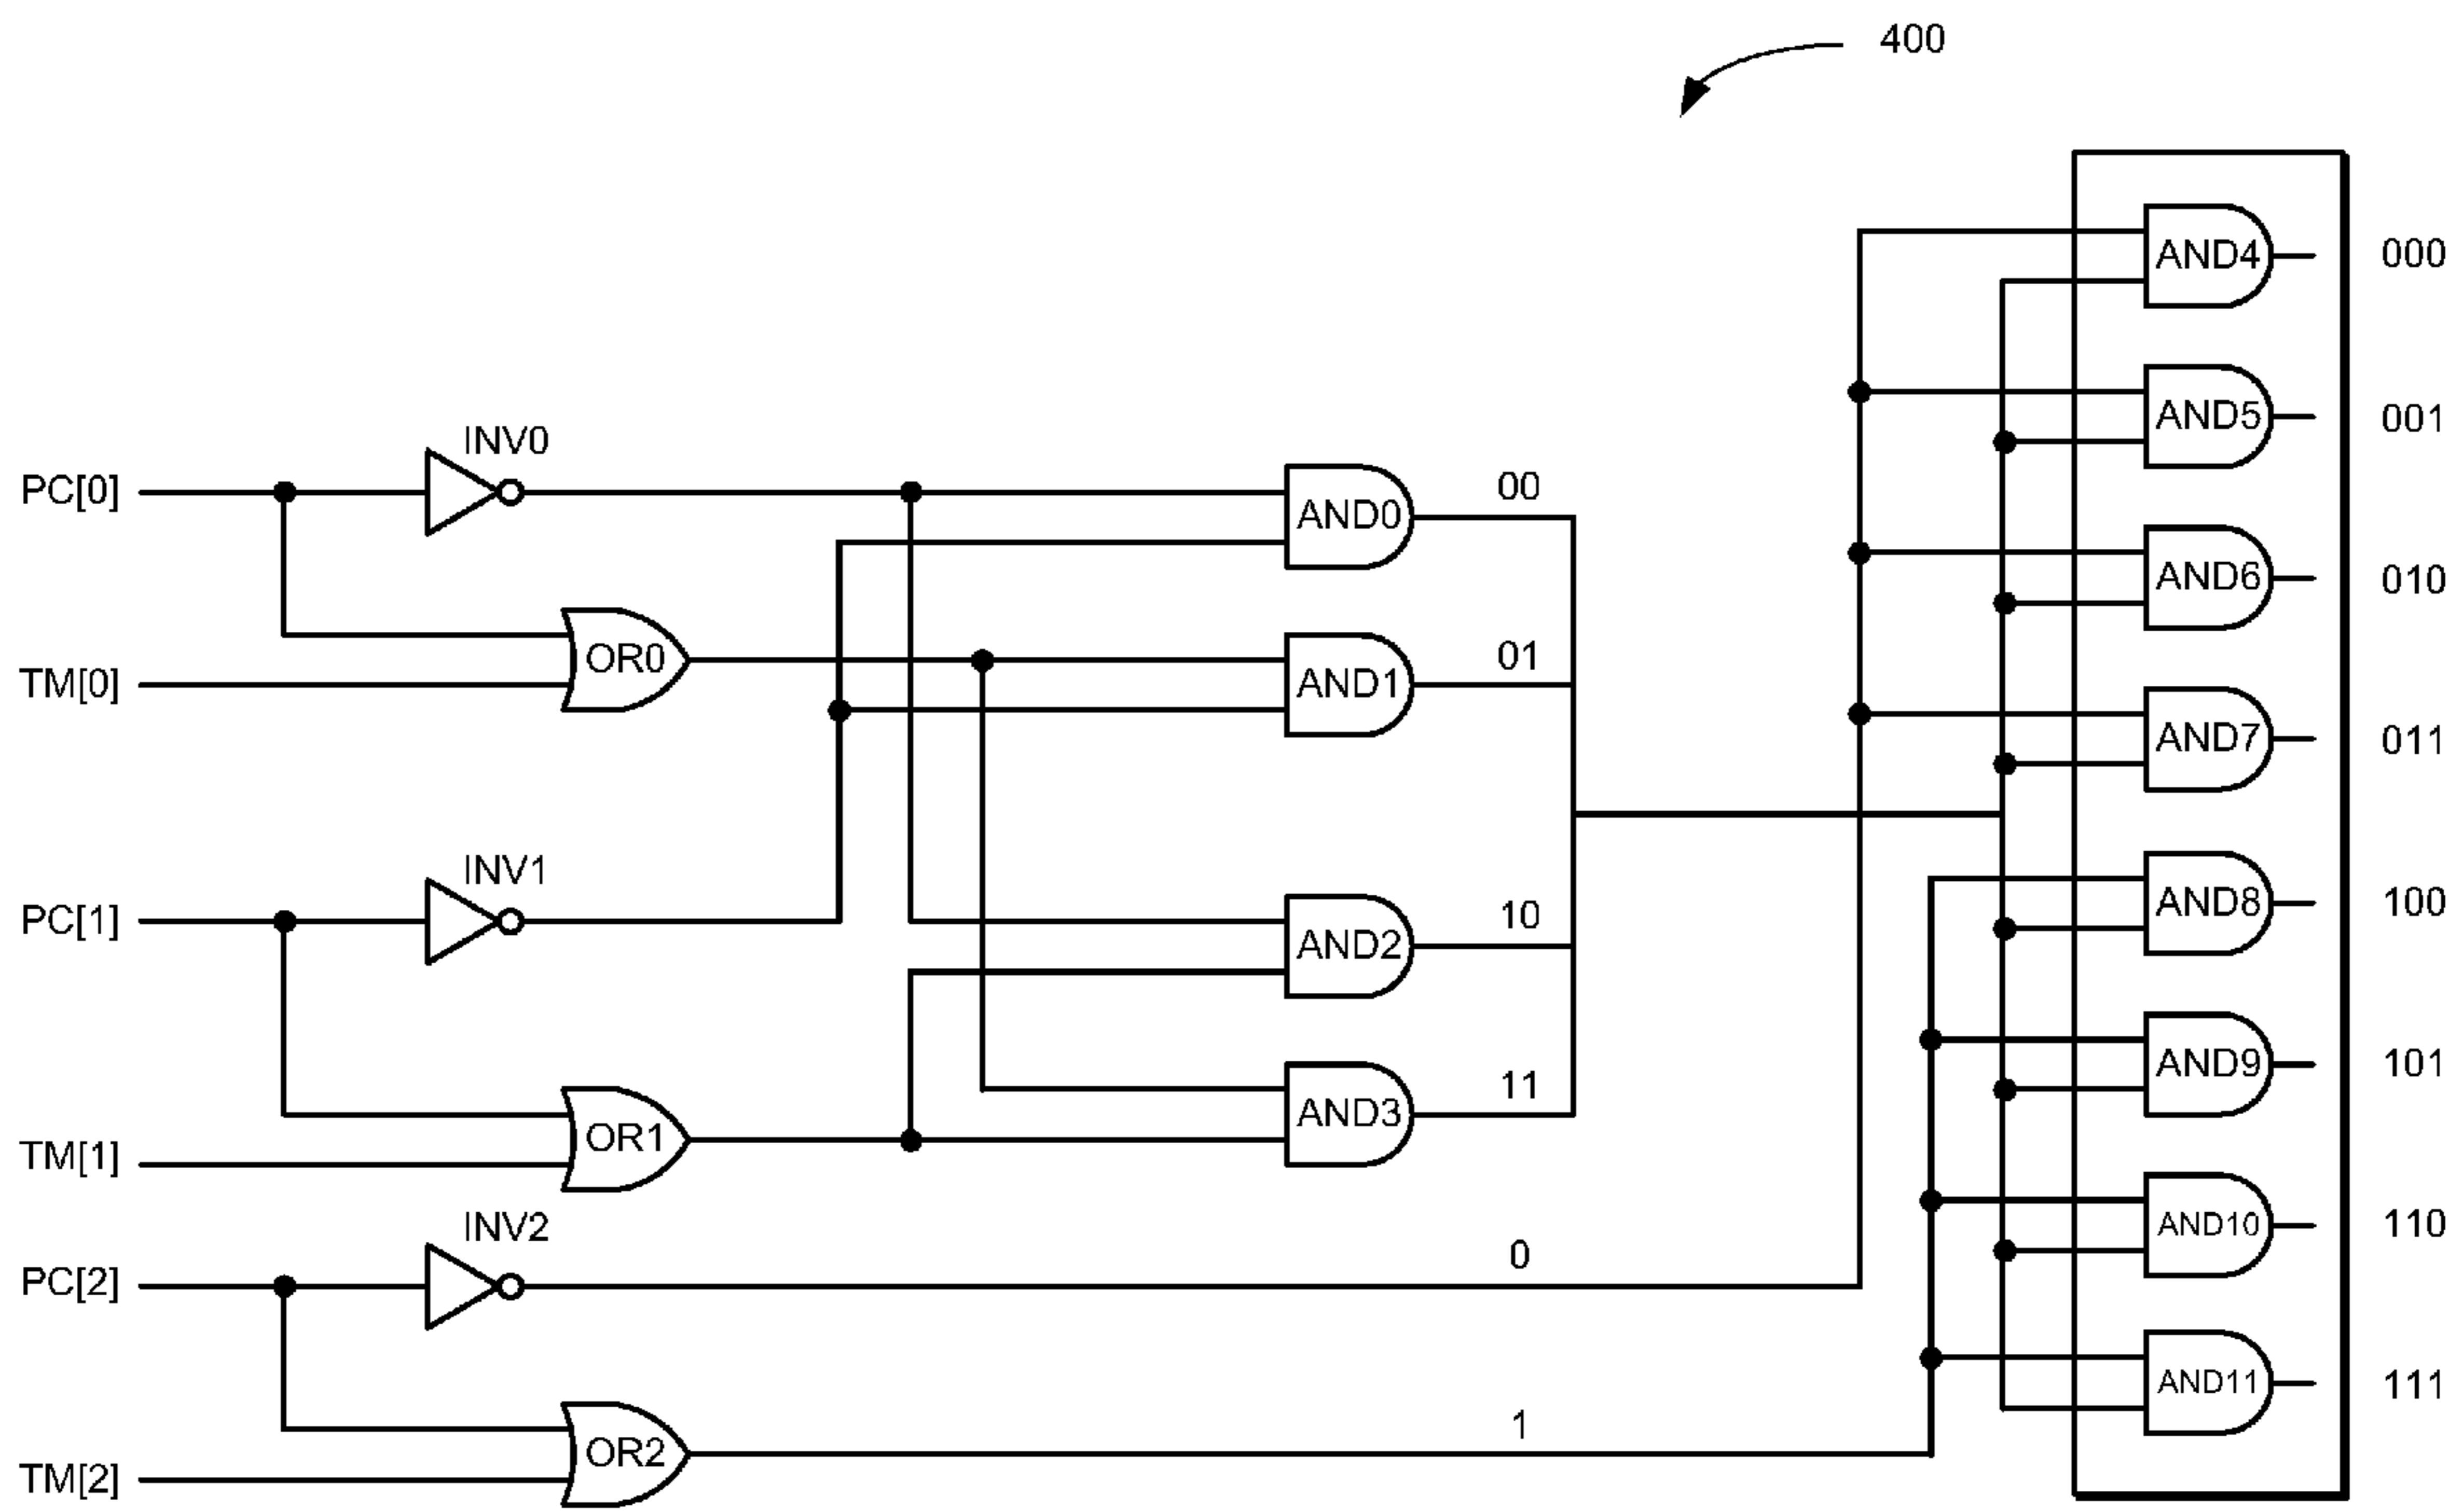 400
AND4 000
AND5 001
INV0
PC[0] AND0 00
AND6 010
OR0 AND1 01
TM[0]
AND7 011
INV1
PC[1] AND2 10
AND8 100
AND9 101
AND3 11
OR1
TM[1]
INV2
PC[2] 0
AND10 110
AND11 111
OR2 1
TM[2]